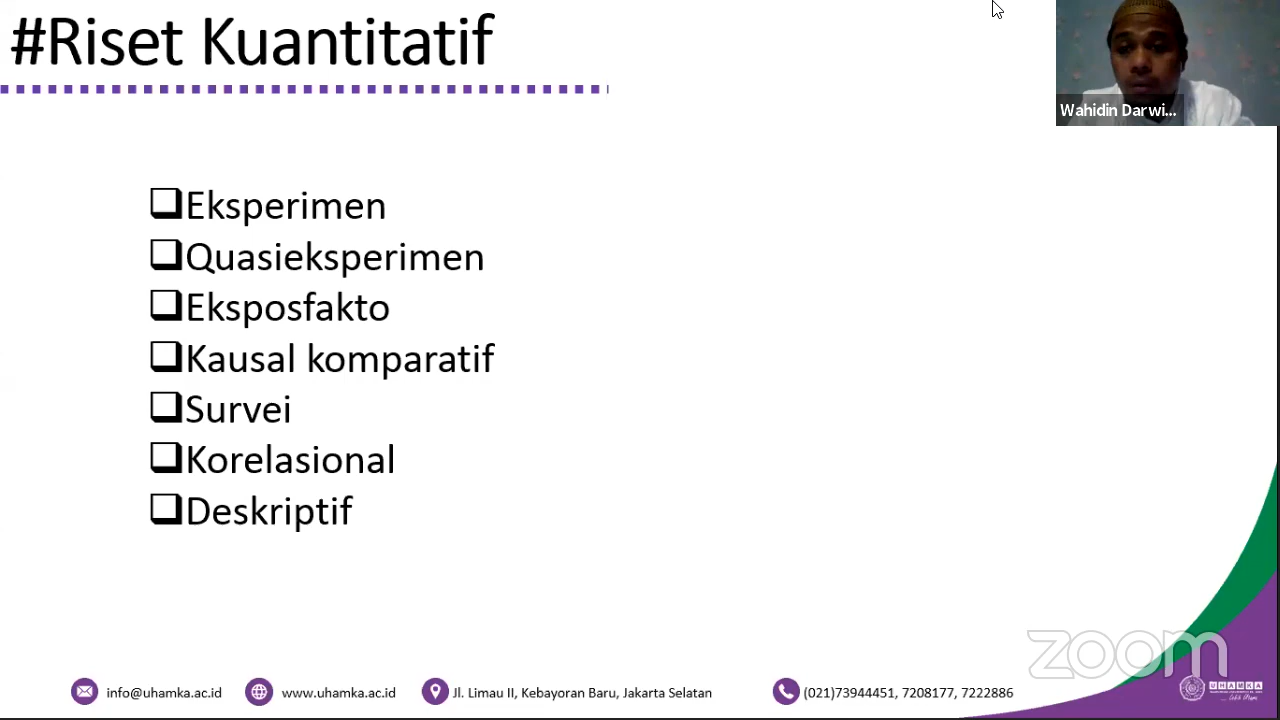 #Riset Kuantitatif
Wahidin Darwi...
Eksperimen
Quasieksperimen
Eksposfakto
Kausal komparatif
Survei
Korelasional
Deskriptif
zoom
info@uhamka.ac.id
www.uhamka.ac.id
Jl. Limau II, Kebayoran Baru, Jakarta Selatan
(021)73944451, 7208177, 7222886
UHAMKA